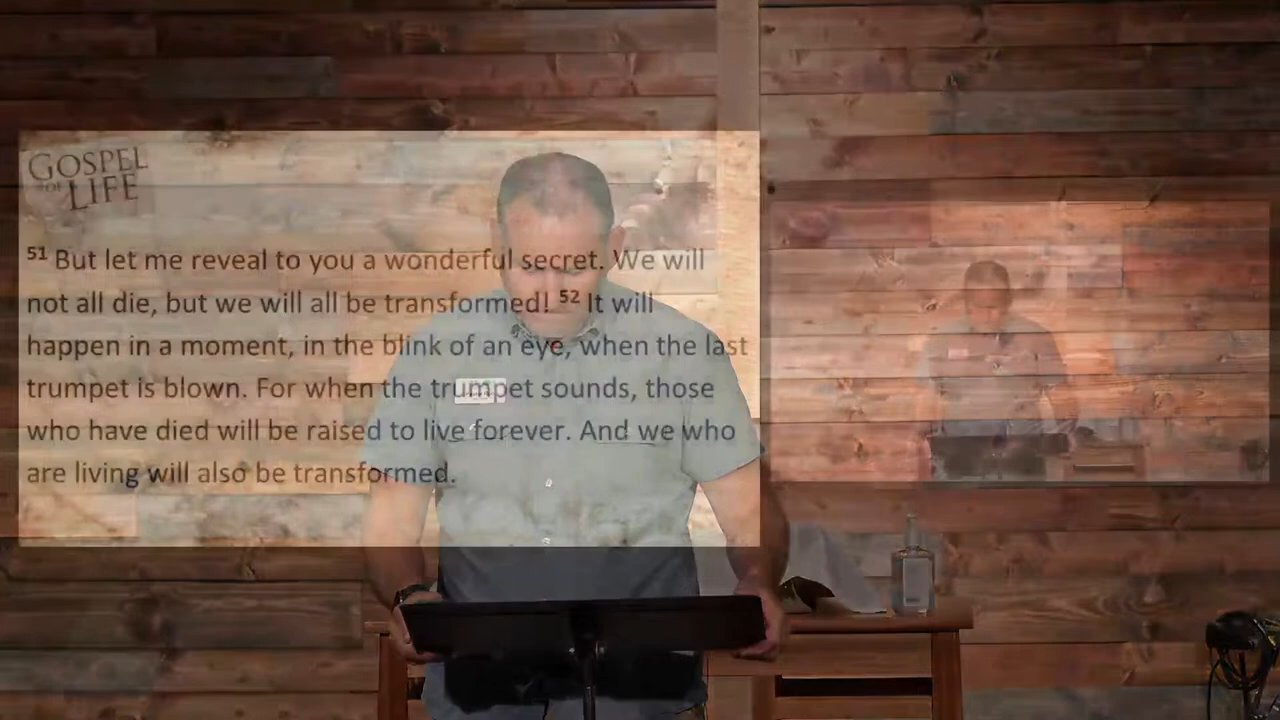 GOSPEL
OF LIFE
51 But let me reveal to you a wonderful secret. We will
not all die, but we will all be transformed! 52 It will
happen in a moment, in the blink of an eye, when the last
trumpet is blown. For when the trumpet sounds, those
who have died will be raised to live forever. And we who
are living will also be transformed.